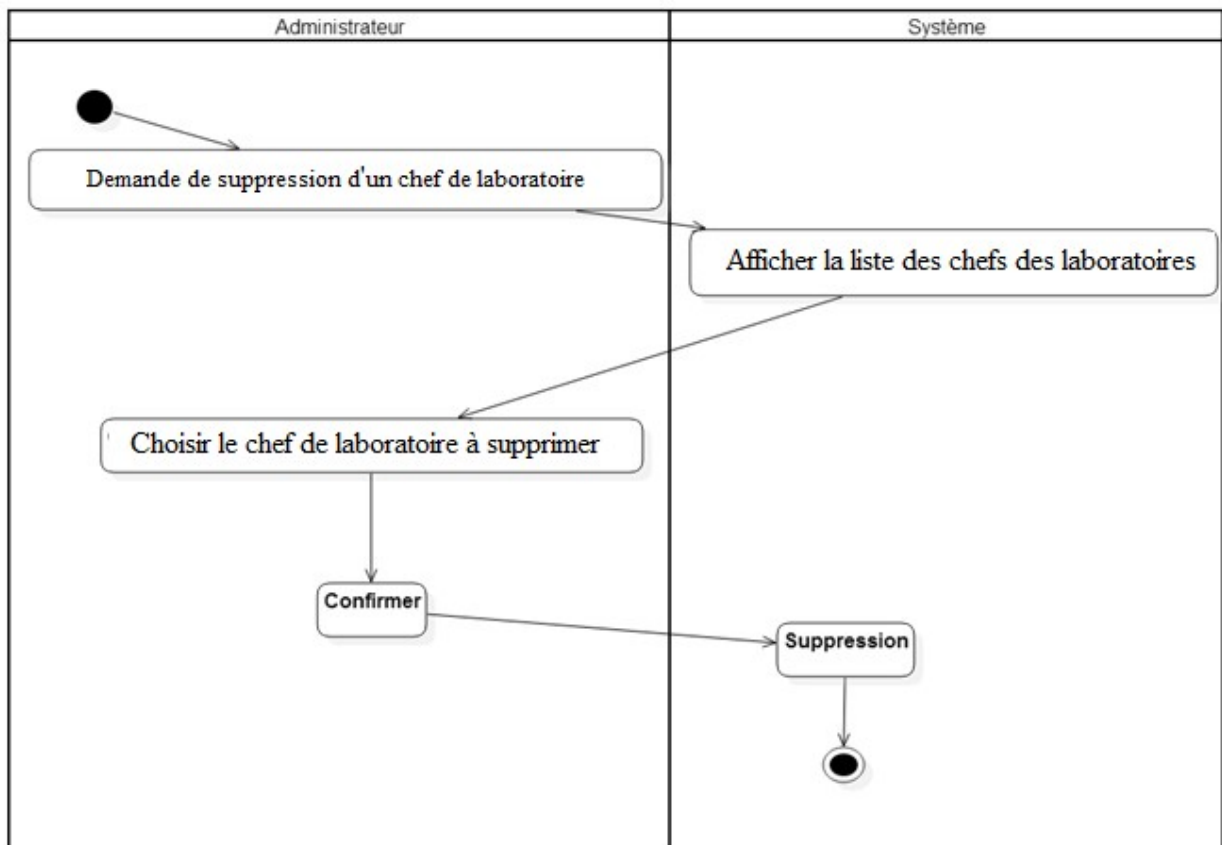 Administrateur
Système
Demande de suppression d'un chef de laboratoire
Afficher la liste des chefs des laboratoires
Choisir le chef de laboratoire à supprimer
Confirmer
Suppression